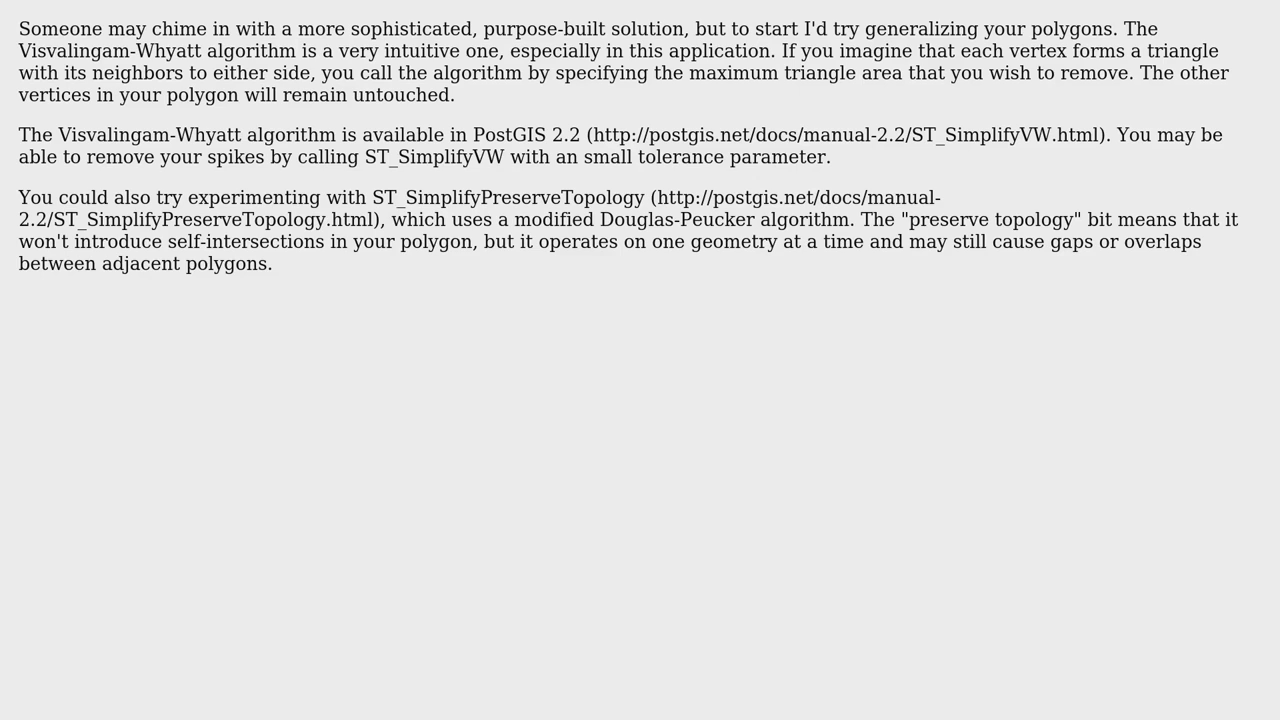 Someone may chime in with a more sophisticated, purpose-built solution, but to start I'd try generalizing your polygons. The
Visvalingam-Whyatt algorithm is a very intuitive one, especially in this application. If you imagine that each vertex forms a triangle
with its neighbors to either side, you call the algorithm by specifying the maximum triangle area that you wish to remove. The other
vertices in your polygon will remain untouched.
The Visvalingam-Whyatt algorithm is available in PostGIS 2.2 (http://postgis.net/docs/manual-2.2/ST_SimplifyVW.html). You may be
able to remove your spikes by calling ST_SimplifyVW with an small tolerance parameter.
You could also try experimenting with ST_SimplifyPreserveTopology (http://postgis.net/docs/manual-
2.2/ST_SimplifyPreserveTopology.html), which uses a modified Douglas-Peucker algorithm. The "preserve topology" bit means that it
won't introduce self-intersections in your polygon, but it operates on one geometry at a time and may still cause gaps or overlaps
between adjacent polygons.